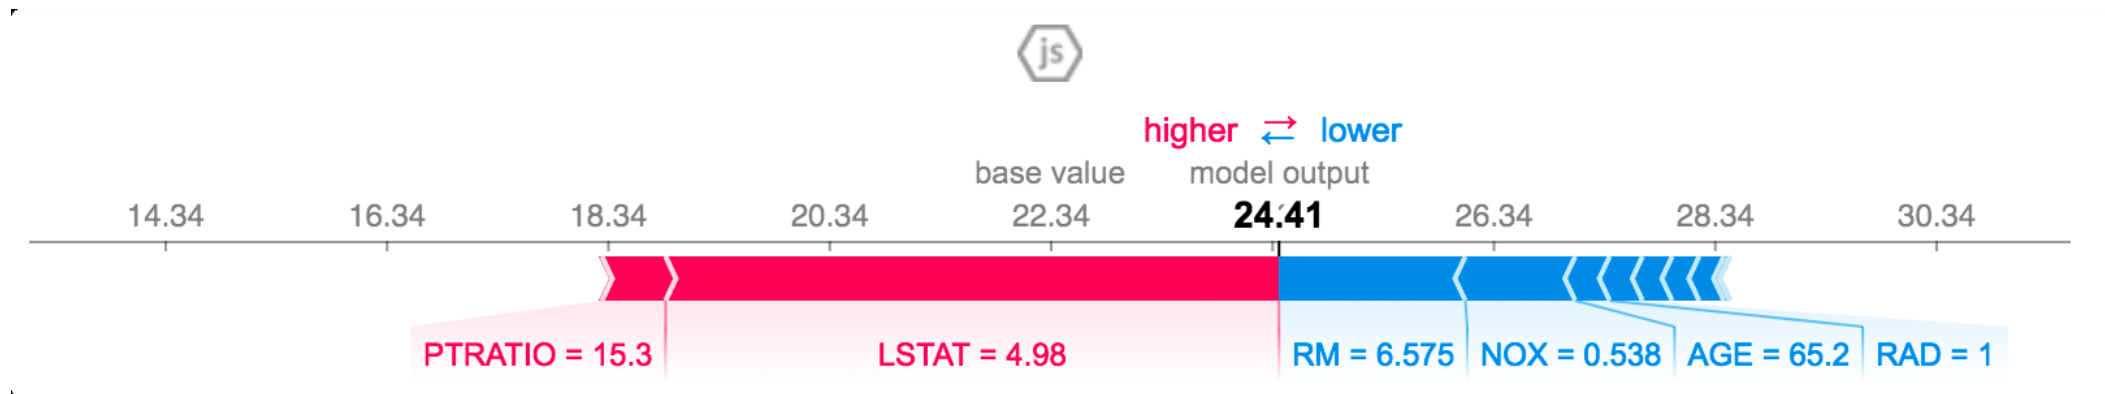 js
higher ⇄ lower
base value model output
14.34 16.34 18.34 20.34 22.34 24.41 26.34 28.34 30.34
PTRATIO = 15.3 LSTAT = 4.98 RM = 6.575 NOX = 0.538 AGE = 65.2 RAD = 1